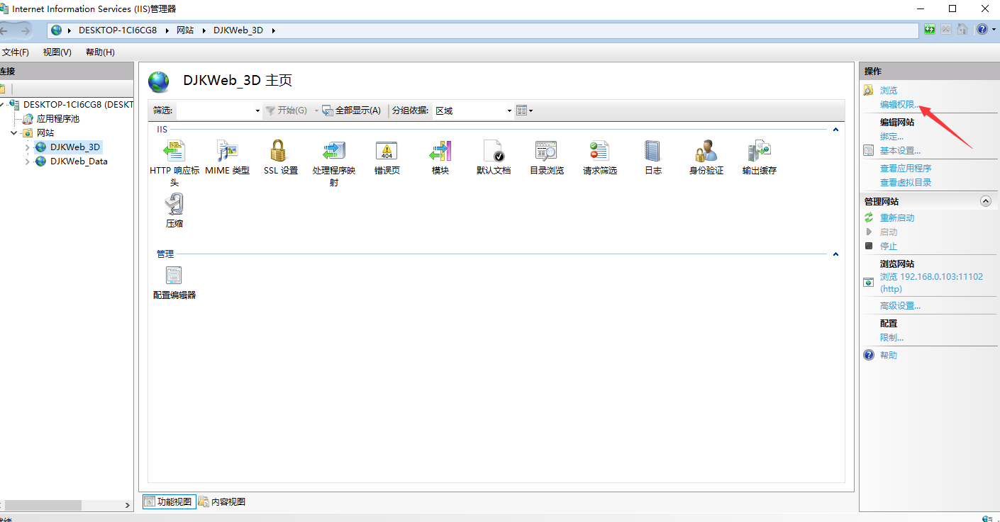 Internet Information Services (IIS)管理器
DESKTOP-1CI6CG8 网站 DJKWeb_3D
文件(F) 视图(V) 帮助(H)
连接
DESKTOP-1CI6CG8 (DESKT
应用程序池
网站
DJKWeb_3D
DJKWeb_Data
DJKWeb_3D 主页
筛选: 开始(G) 全部显示(A) 分组依据: 区域
IIS
HTTP 响应标头
MIME 类型
SSL 设置
处理程序映射
错误页
404
模块
默认文档
目录浏览
请求筛选
日志
身份验证
输出缓存
压缩
管理
配置编辑器
功能视图 内容视图
操作
浏览
编辑权限...
编辑网站
绑定...
基本设置...
查看应用程序
查看虚拟目录
管理网站
重新启动
启动
停止
浏览网站
浏览 192.168.0.103:11102
(http)
高级设置...
配置
限制...
帮助
就绪